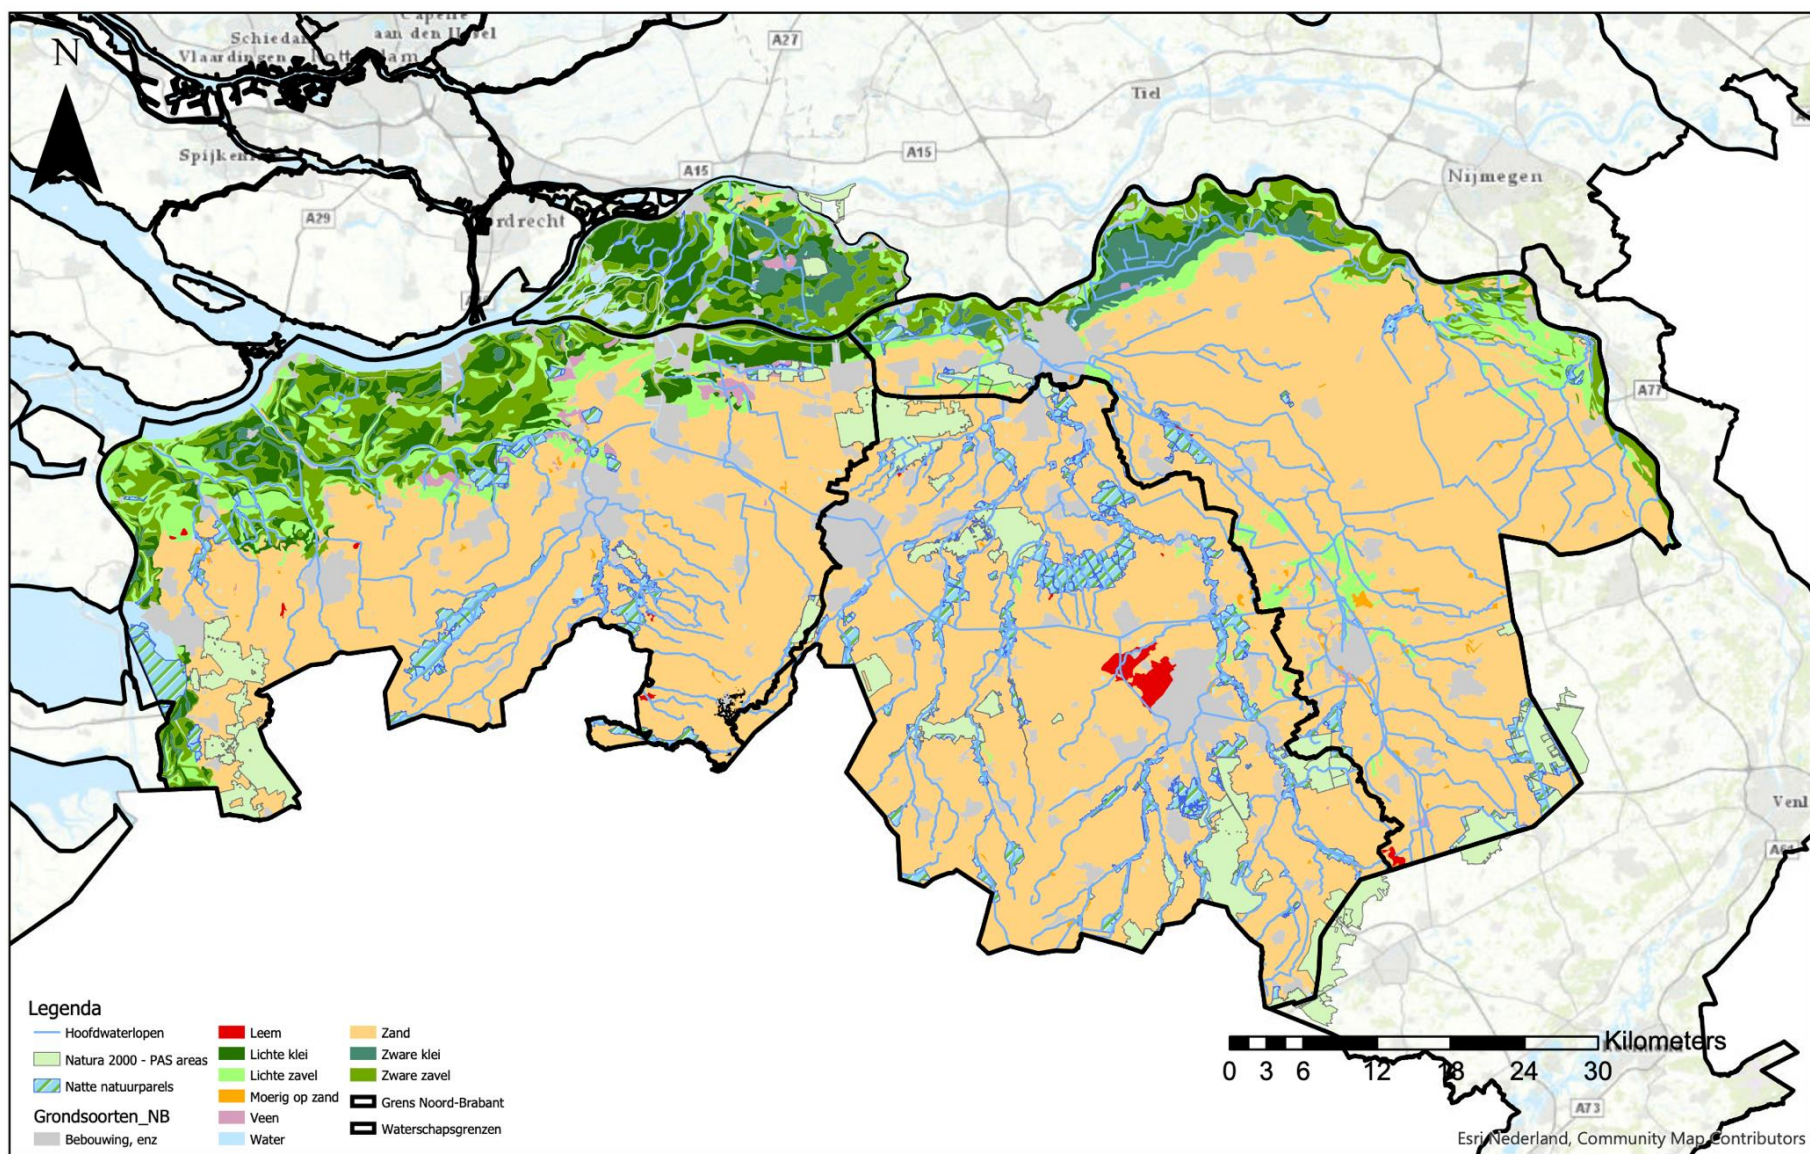 Capelle
aan den IJssel
Schiedam
Vlaardingen Rotterdam
N
A27
Tiel
Spijkenisse
A15
A15
Nijmegen
A29
Dordrecht
A77
Venl
A61
Legenda
Hoofdwaterlopen
Natura 2000 - PAS areas
Natte natuurparels
Grondsoorten_NB
Bebouwing, enz
Leem
Lichte klei
Lichte zavel
Moerig op zand
Veen
Water
Zand
Zware klei
Zware zavel
Grens Noord-Brabant
Waterschapsgrenzen
Kilometers
0 3 6 12 18 24 30
A73
Esri Nederland, Community Map Contributors